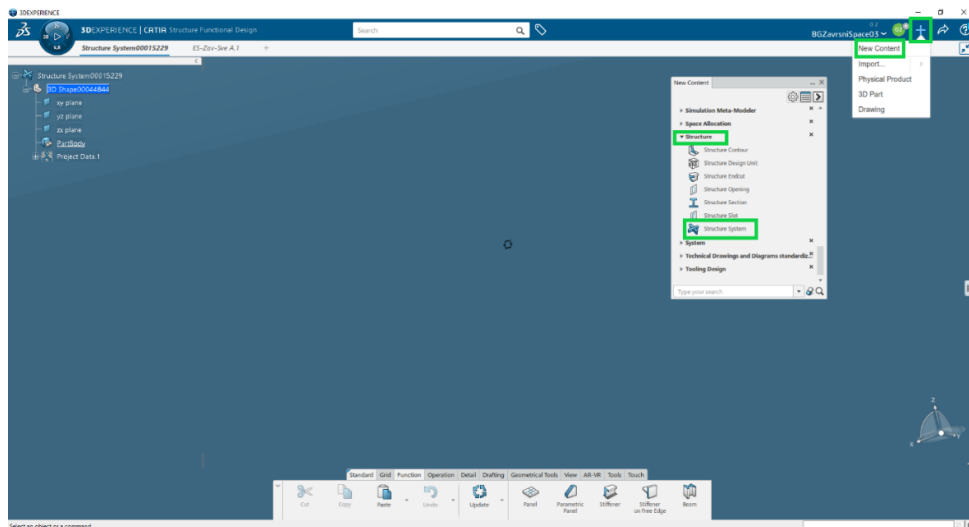 3DEXPERIENCE
3DEXPERIENCE | CATIA Structure Functional Design
Search
BGZavrsniSpace03
Structure System00015229
ES-Zav-Sve A.1
New Content
Import...
Physical Product
3D Part
Drawing
Structure System00015229
3D Shape00044844
xy plane
yz plane
zx plane
PartBody
Project Data.1
New Content
Simulation Meta-Modeler
Space Allocation
Structure
Structure Contour
Structure Design Unit
Structure Endcut
Structure Opening
Structure Section
Structure Slot
Structure System
System
Technical Drawings and Diagrams standardiz...
Tooling Design
Type your search
z
y
x
Standard Grid Function Operation Detail Drafting Geometrical Tools View AR-VR Tools Touch
Cut Copy Paste Undo Update Panel Parametric Panel Stiffener Stiffener on Free Edge Beam
Select an object or a command